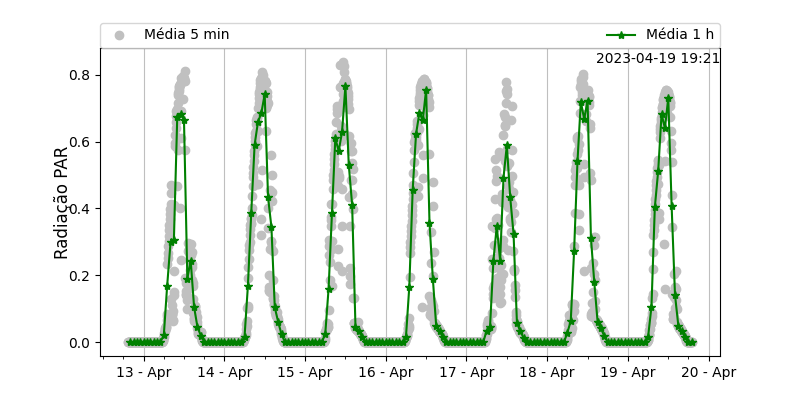 Média 5 min
Média 1 h
2023-04-19 19:21
Radiação PAR
0.8
0.6
0.4
0.2
0.0
13 - Apr
14 - Apr
15 - Apr
16 - Apr
17 - Apr
18 - Apr
19 - Apr
20 - Apr